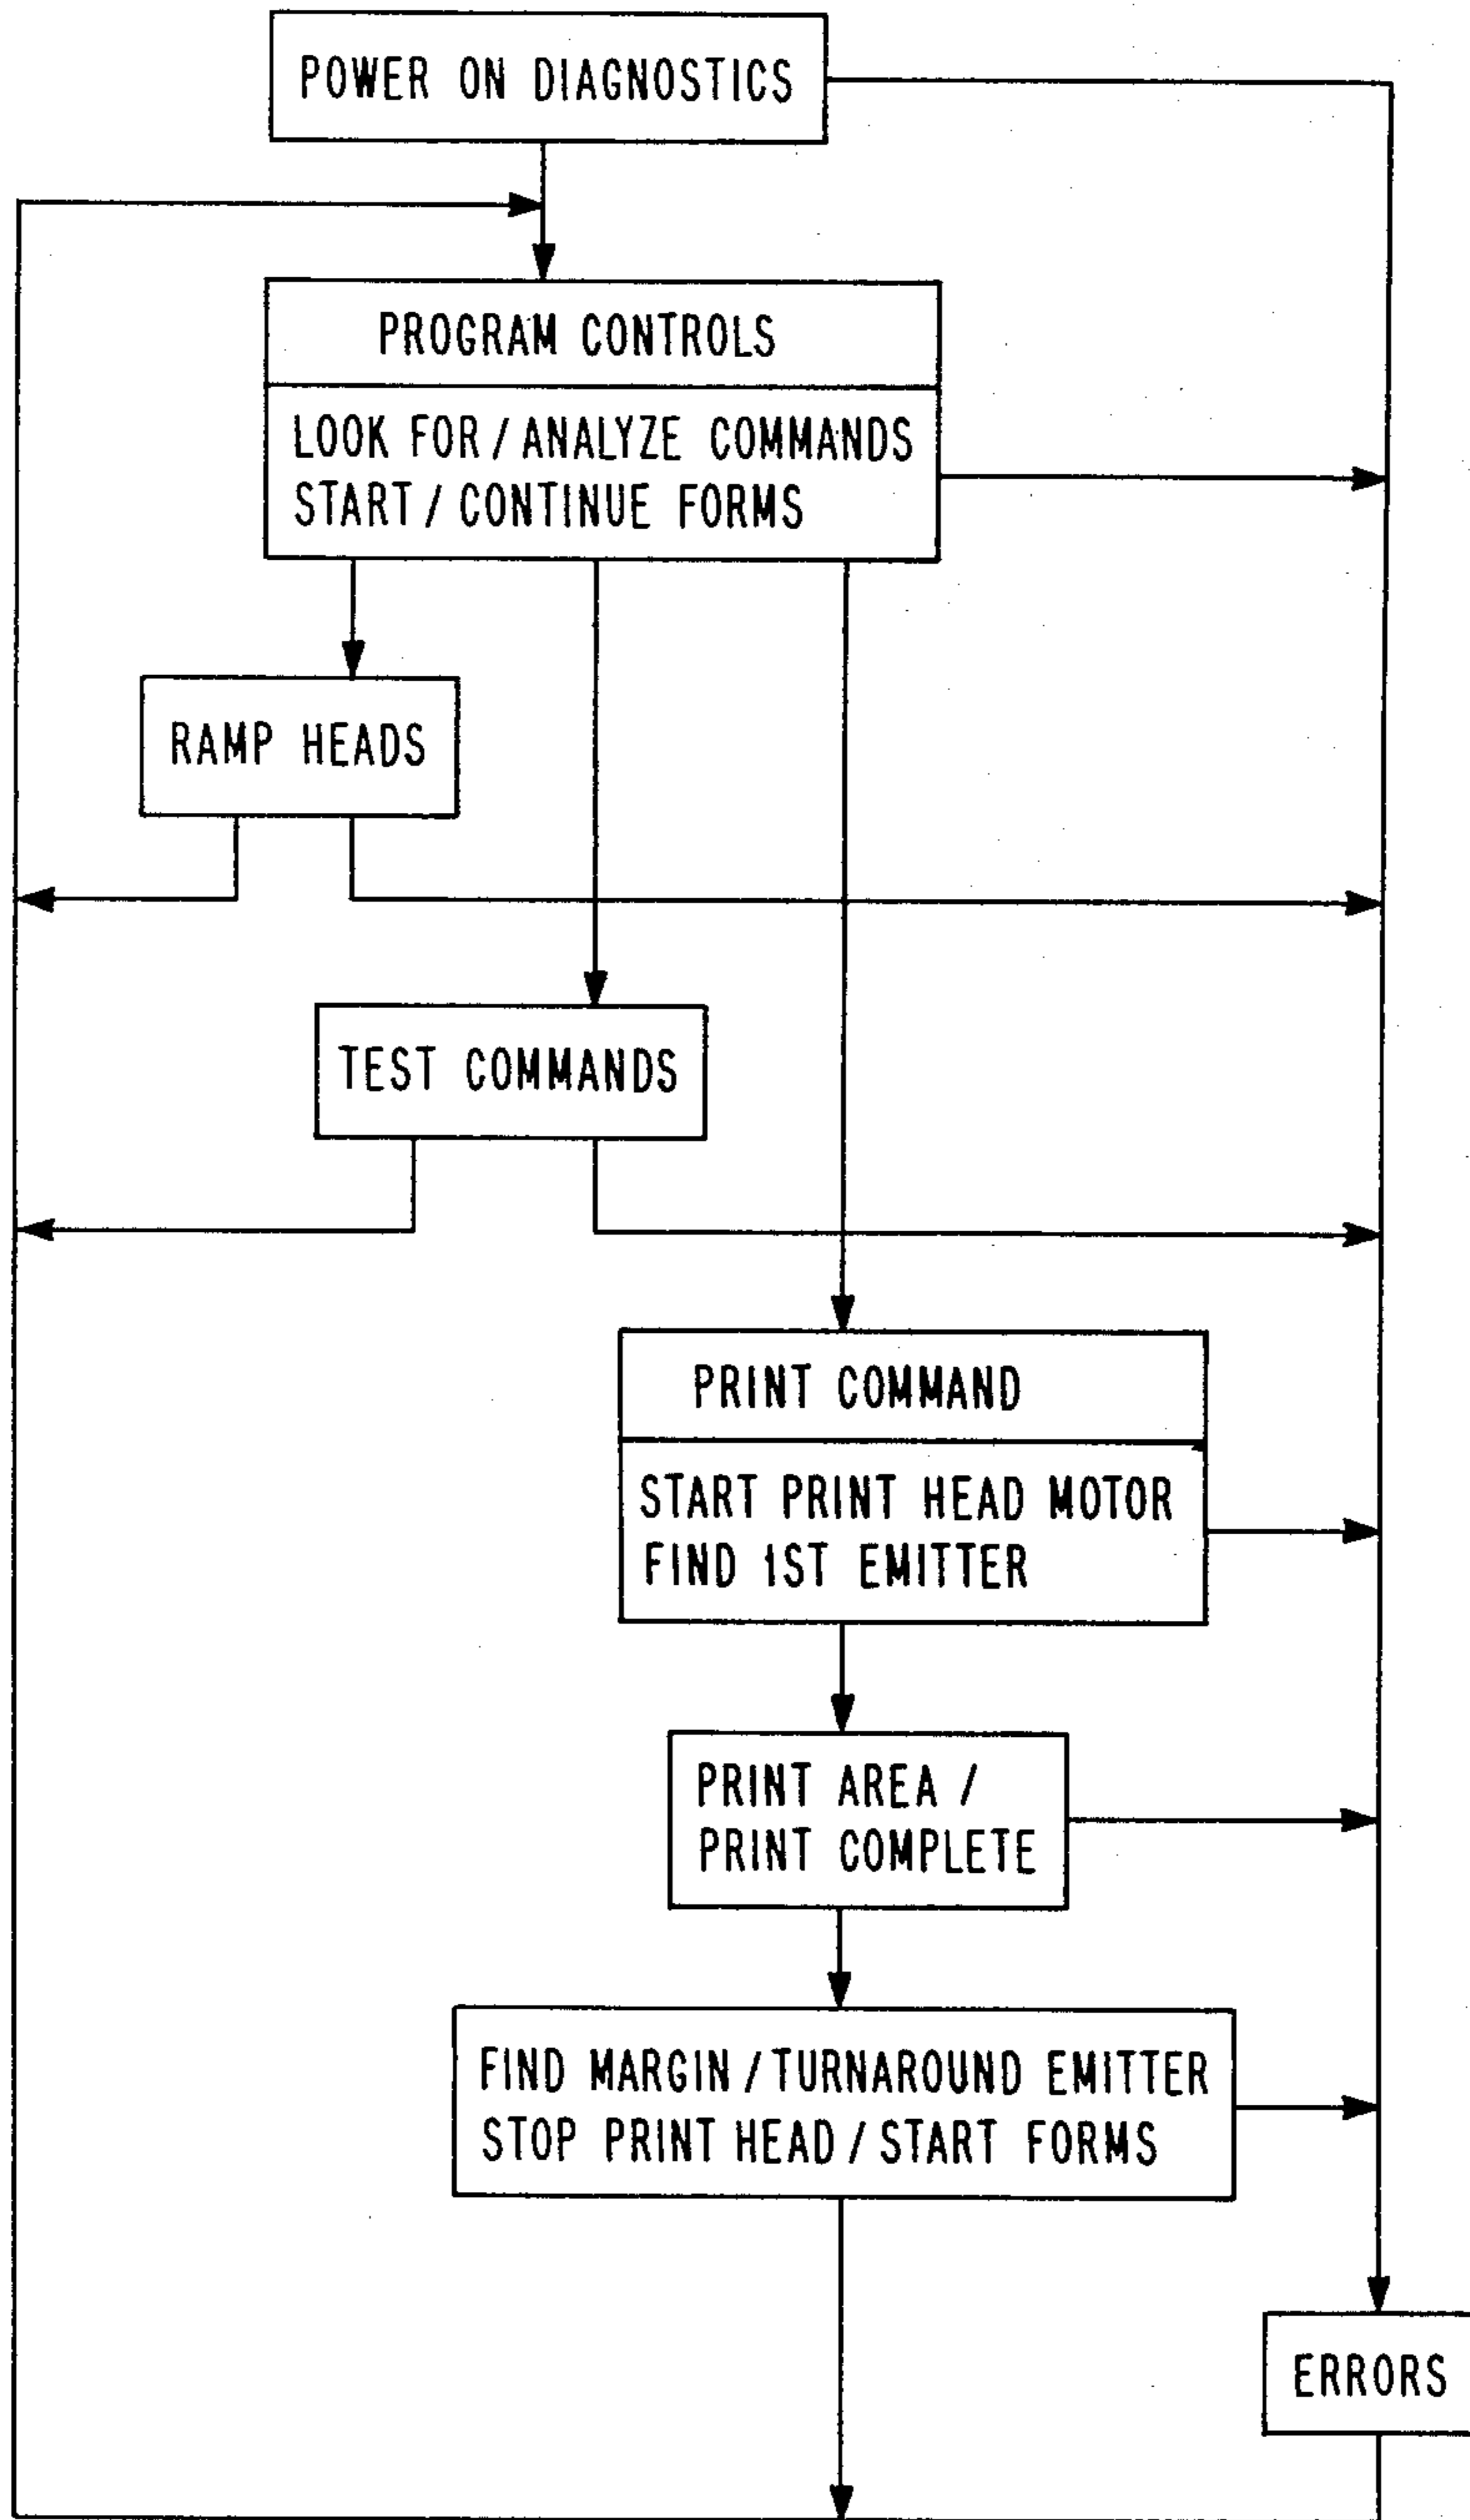 POWER ON DIAGNOSTICS
PROGRAM CONTROLS
LOOK FOR / ANALYZE COMMANDS
START / CONTINUE FORMS
RAMP HEADS
TEST COMMANDS
PRINT COMMAND
START PRINT HEAD MOTOR
FIND 1ST EMITTER
PRINT AREA /
PRINT COMPLETE
FIND MARGIN / TURNAROUND EMITTER
STOP PRINT HEAD / START FORMS
ERRORS